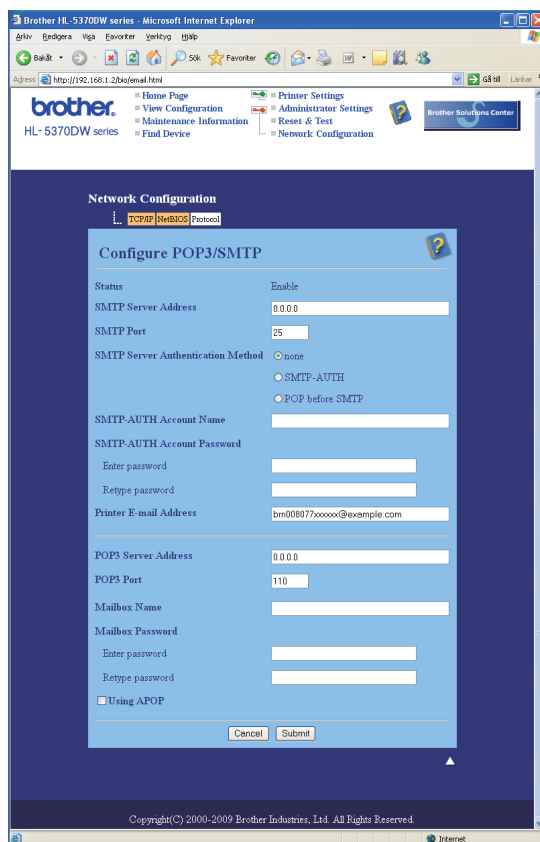 Brother HL-5370DW series - Microsoft Internet Explorer
Arkiv Redigera Visa Favoriter Verktyg Hjälp
Bakåt Sök Favoriter
Adress http://192.168.1.2/bio/email.html Gå till Länkar
brother.
HL-5370DW series
Home Page
View Configuration
Maintenance Information
Find Device
Printer Settings
Administrator Settings
Reset & Test
Network Configuration
Brother Solutions Center
Network Configuration
TCP/IP NetBIOS Protocol
Configure POP3/SMTP
Status Enable
SMTP Server Address 0.0.0.0
SMTP Port 25
SMTP Server Authentication Method none
SMTP-AUTH
POP before SMTP
SMTP-AUTH Account Name
SMTP-AUTH Account Password
Enter password
Retype password
Printer E-mail Address brn008077xxxxxx@example.com
POP3 Server Address 0.0.0.0
POP3 Port 110
Mailbox Name
Mailbox Password
Enter password
Retype password
Using APOP
Cancel Submit
Copyright(C) 2000-2009 Brother Industries, Ltd. All Rights Reserved.
Internet